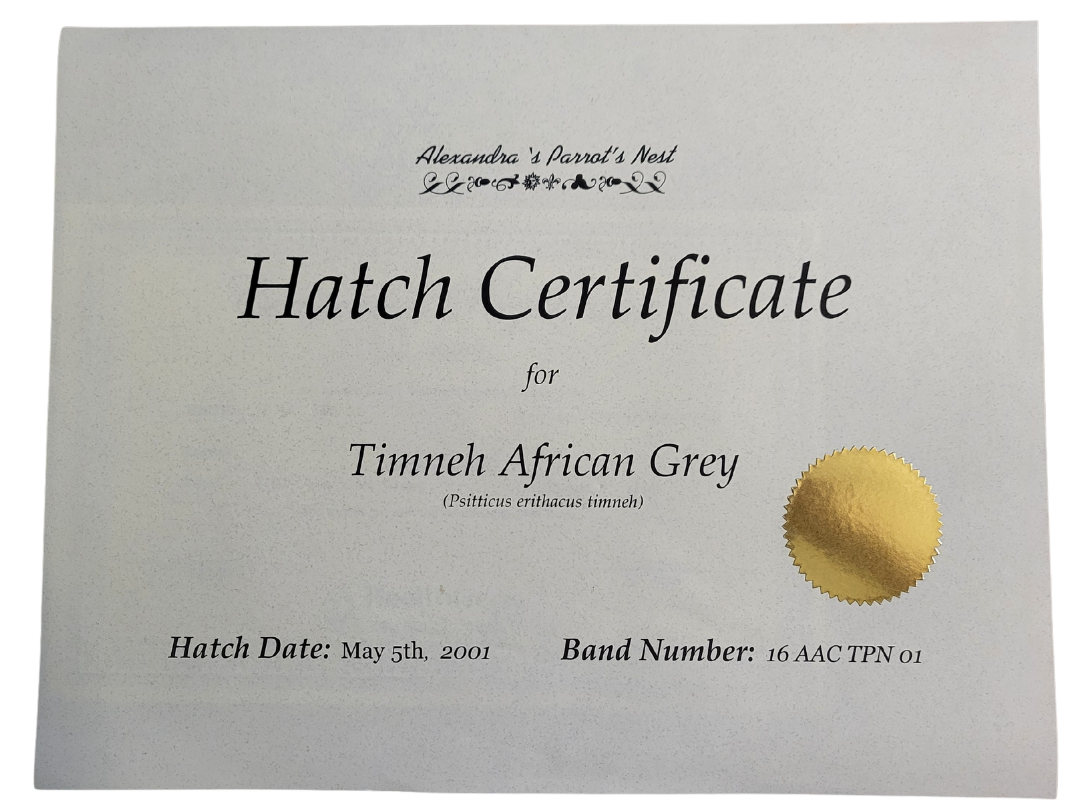 Alexandra 's Parrot's Nest
Hatch Certificate
for
Timneh African Grey
(Psitticus erithacus timneh)
Hatch Date: May 5th, 2001 Band Number: 16 AAC TPN 01